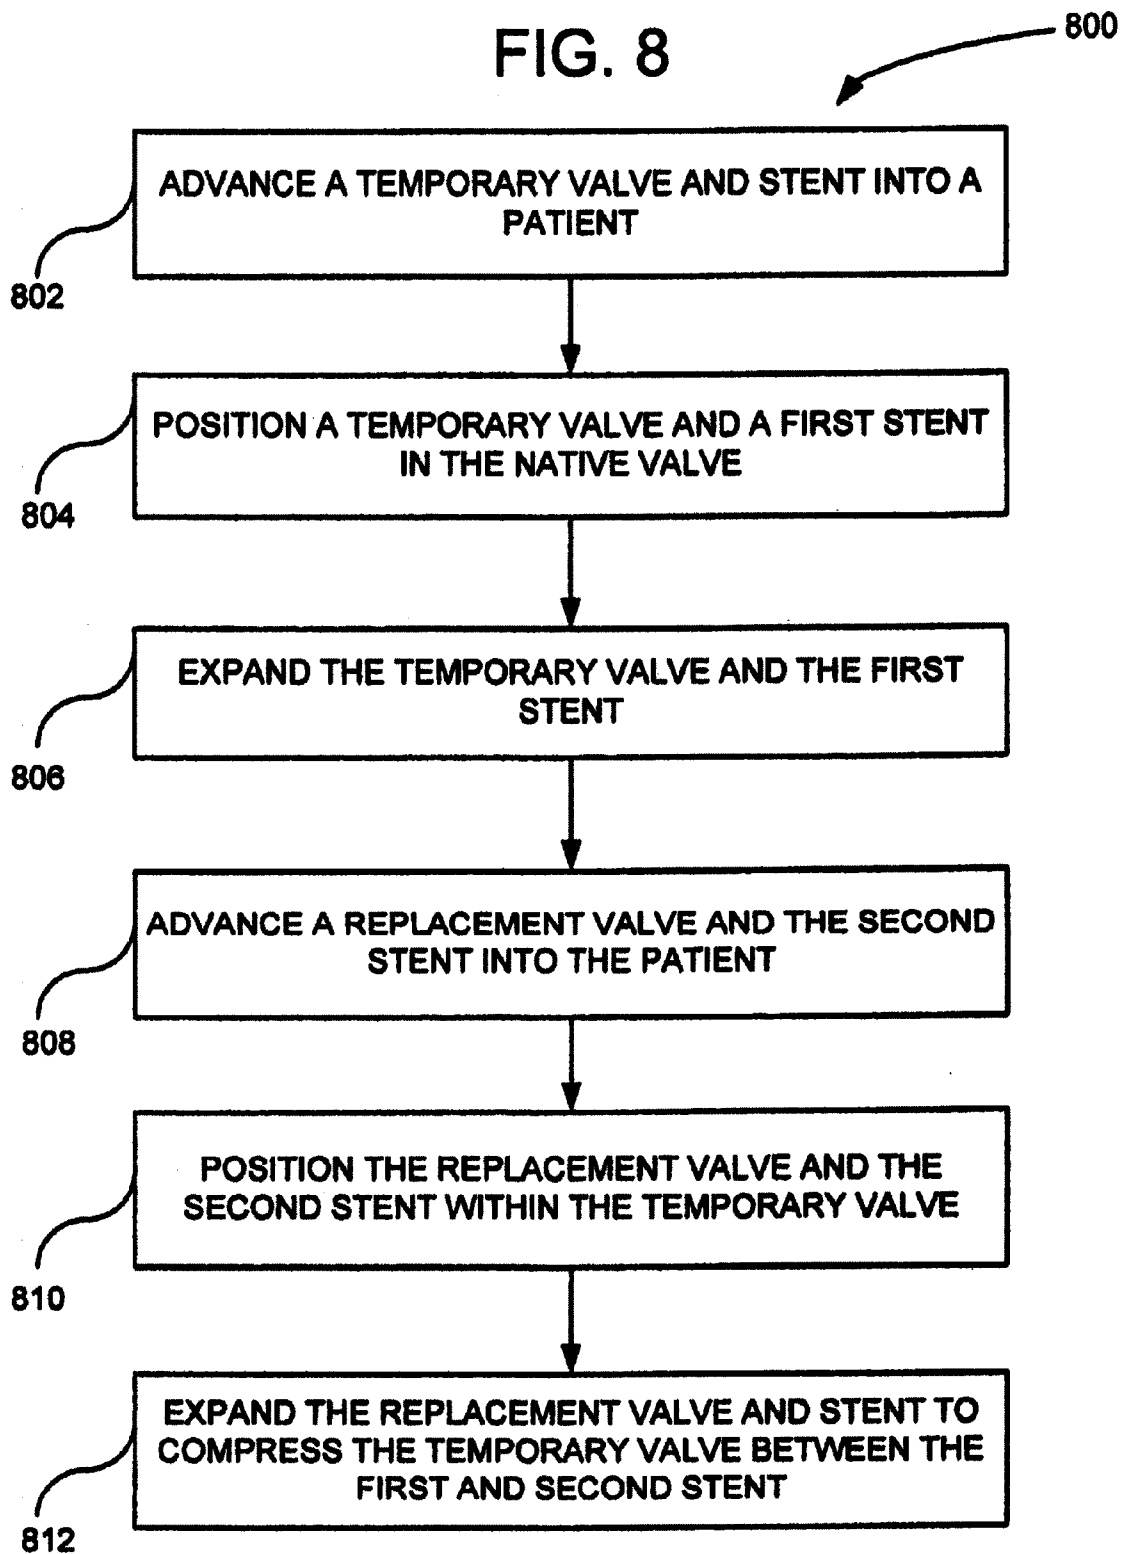 FIG. 8
800
ADVANCE A TEMPORARY VALVE AND STENT INTO A
PATIENT
802
POSITION A TEMPORARY VALVE AND A FIRST STENT
IN THE NATIVE VALVE
804
EXPAND THE TEMPORARY VALVE AND THE FIRST
STENT
806
ADVANCE A REPLACEMENT VALVE AND THE SECOND
STENT INTO THE PATIENT
808
POSITION THE REPLACEMENT VALVE AND THE
SECOND STENT WITHIN THE TEMPORARY VALVE
810
EXPAND THE REPLACEMENT VALVE AND STENT TO
COMPRESS THE TEMPORARY VALVE BETWEEN THE
FIRST AND SECOND STENT
812